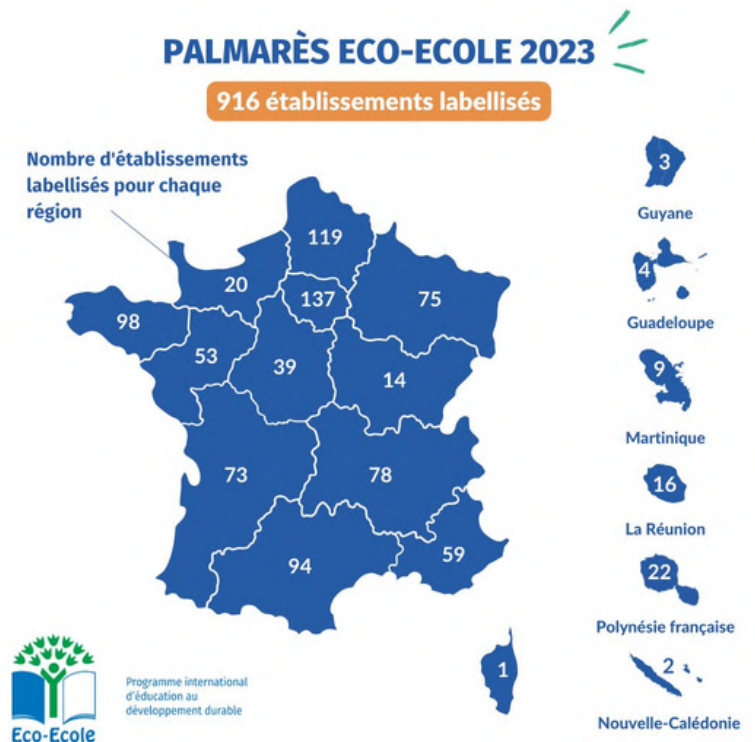 PALMARÈS ECO-ECOLE 2023
916 établissements labellisés
Nombre d'établissements
labellisés pour chaque
région
119
20
137
75
98
53
39
14
73
78
94
59
1
3
Guyane
4
Guadeloupe
9
Martinique
16
La Réunion
22
Polynésie française
2
Nouvelle-Calédonie
Eco-Ecole
Programme international
d'éducation au
développement durable